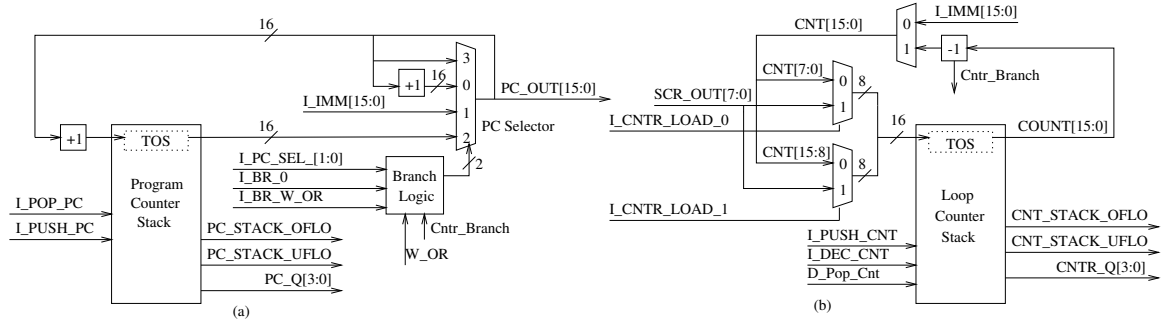 16
3
+1
16
0
I_IMM[15:0]
1
PC_OUT[15:0]
PC Selector
+1
TOS
16
2
2
I_PC_SEL_[1:0]
I_BR_0
I_BR_W_OR
Branch
Logic
Cntr_Branch
W_OR
Program
Counter
Stack
I_POP_PC
I_PUSH_PC
PC_STACK_OFLO
PC_STACK_UFLO
PC_Q[3:0]
(a)
CNT[15:0]
0
1
I_IMM[15:0]
-1
Cntr_Branch
CNT[7:0]
0
8
SCR_OUT[7:0]
1
I_CNTR_LOAD_0
CNT[15:8]
0
8
1
I_CNTR_LOAD_1
16
TOS
COUNT[15:0]
Loop
Counter
Stack
I_PUSH_CNT
I_DEC_CNT
D_Pop_Cnt
CNT_STACK_OFLO
CNT_STACK_UFLO
CNTR_Q[3:0]
(b)